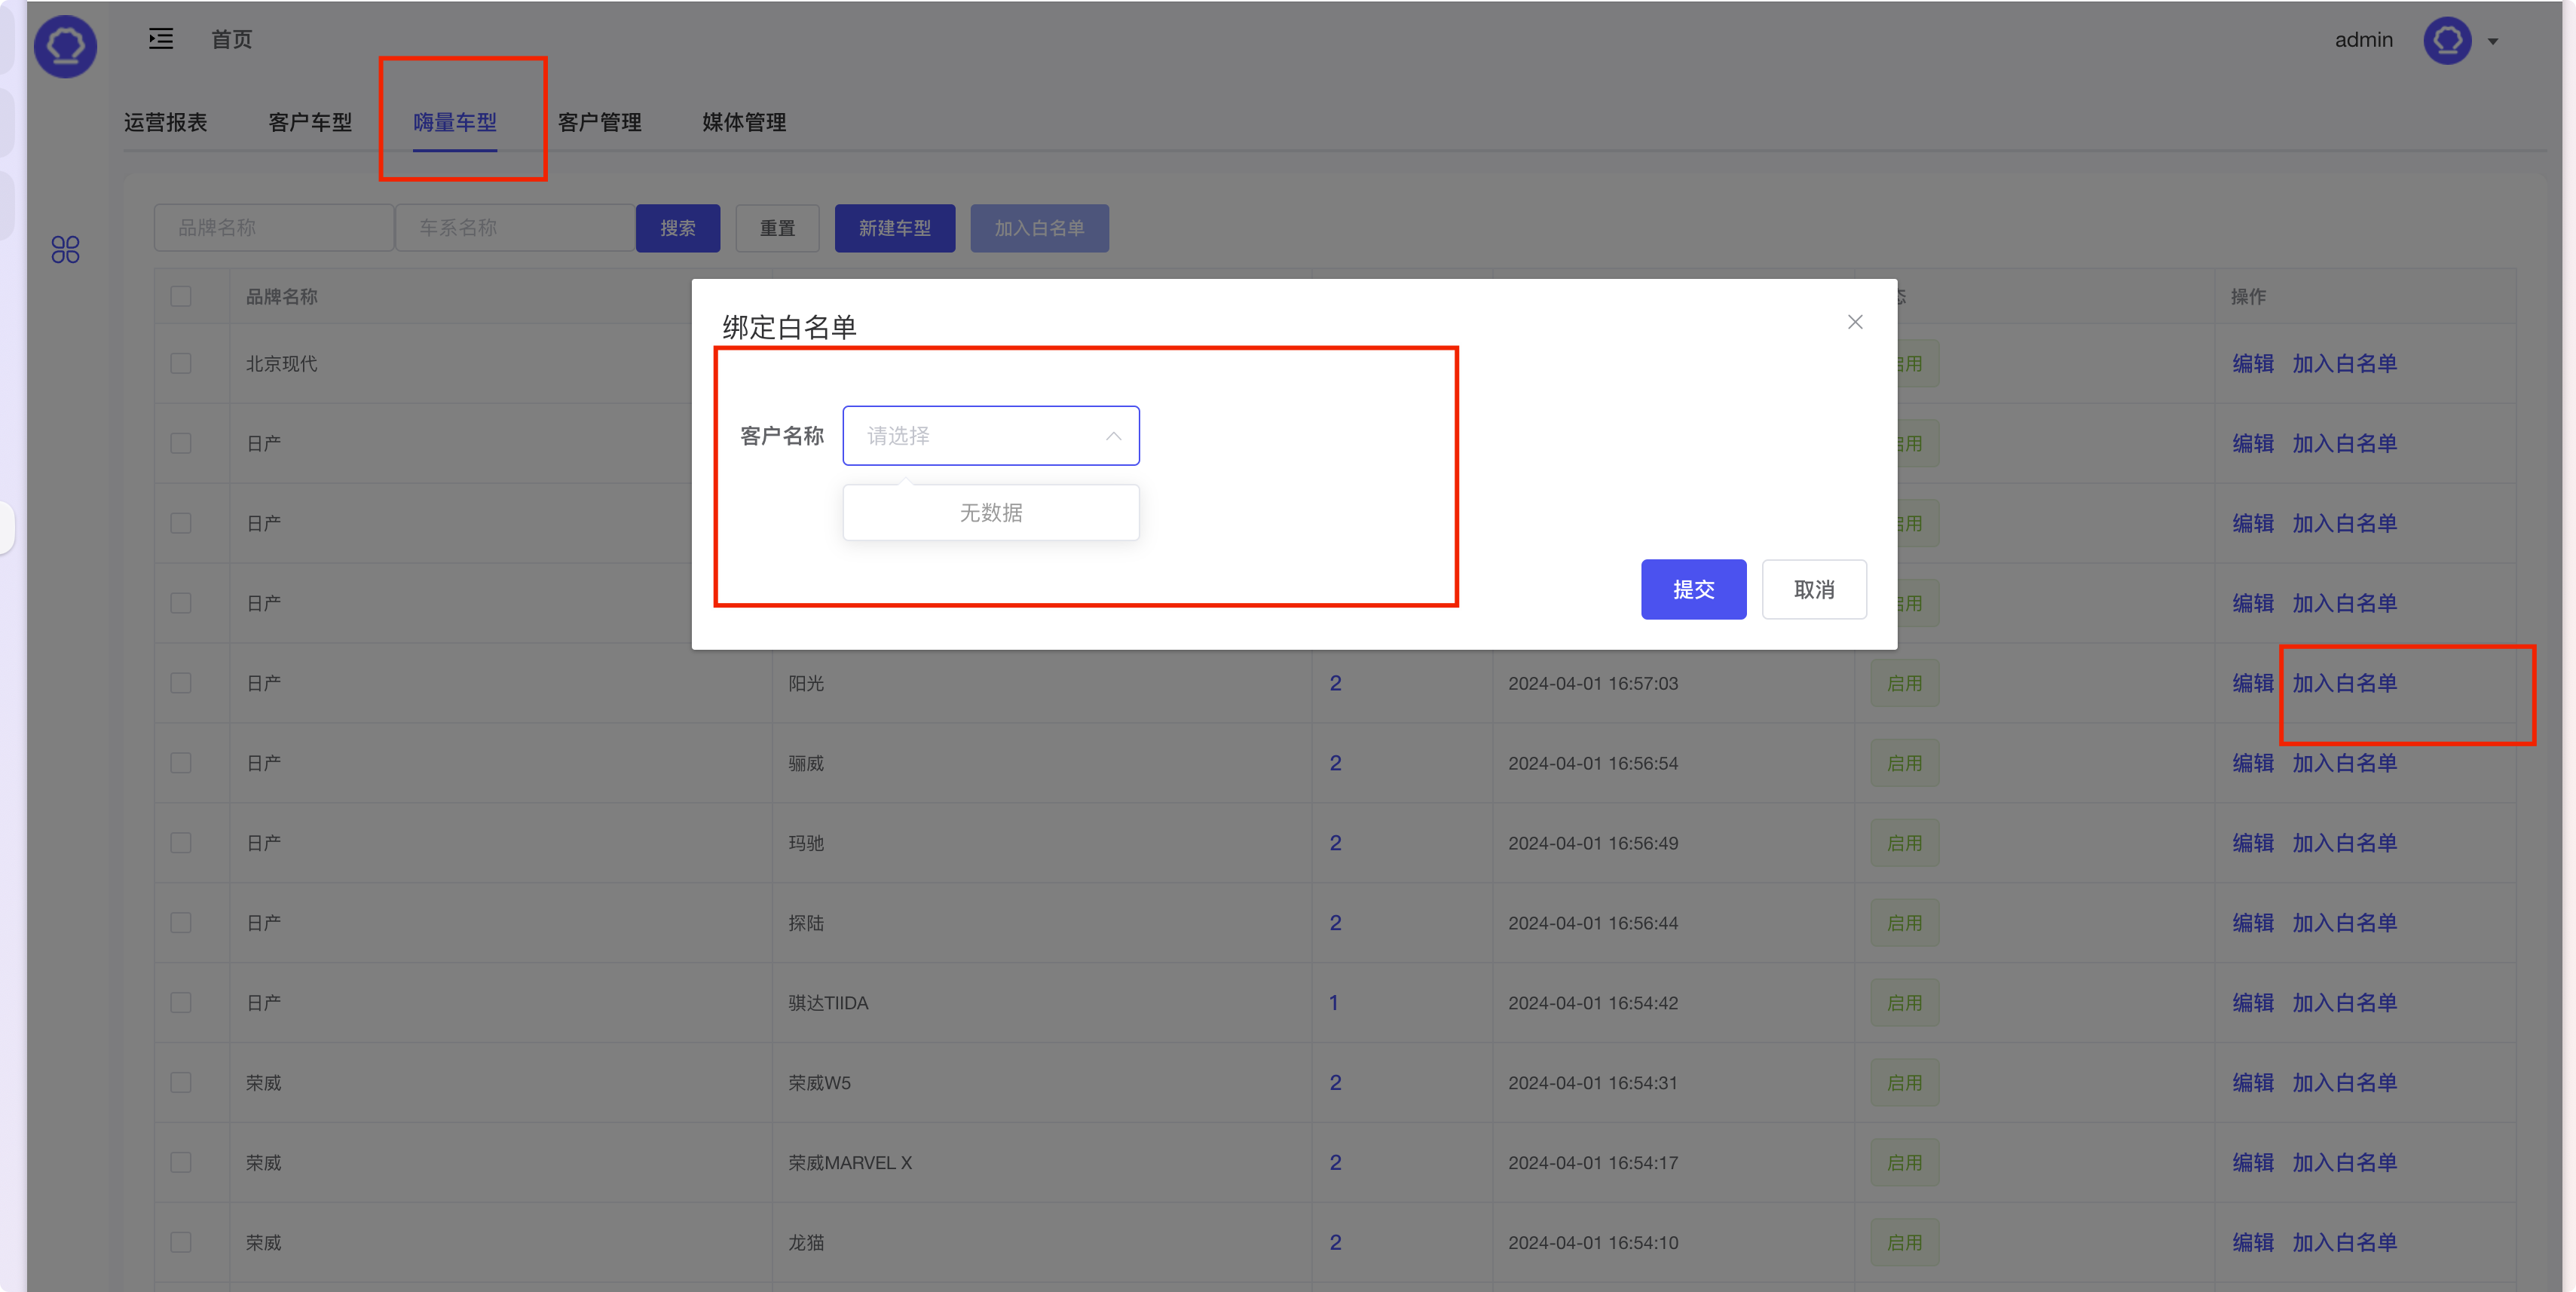 首页
admin
运营报表 客户车型 嗨量车型 客户管理 媒体管理
品牌名称 车系名称 搜索 重置 新建车型 加入白名单
品牌名称 操作
绑定白名单
北京现代 编辑 加入白名单
客户名称 请选择
日产 编辑 加入白名单
无数据
日产 编辑 加入白名单
提交 取消
日产 编辑 加入白名单
日产 阳光 2 2024-04-01 16:57:03 启用 编辑 加入白名单
日产 骊威 2 2024-04-01 16:56:54 启用 编辑 加入白名单
日产 玛驰 2 2024-04-01 16:56:49 启用 编辑 加入白名单
日产 探陆 2 2024-04-01 16:56:44 启用 编辑 加入白名单
日产 骐达TIIDA 1 2024-04-01 16:54:42 启用 编辑 加入白名单
荣威 荣威W5 2 2024-04-01 16:54:31 启用 编辑 加入白名单
荣威 荣威MARVEL X 2 2024-04-01 16:54:17 启用 编辑 加入白名单
荣威 龙猫 2 2024-04-01 16:54:10 启用 编辑 加入白名单